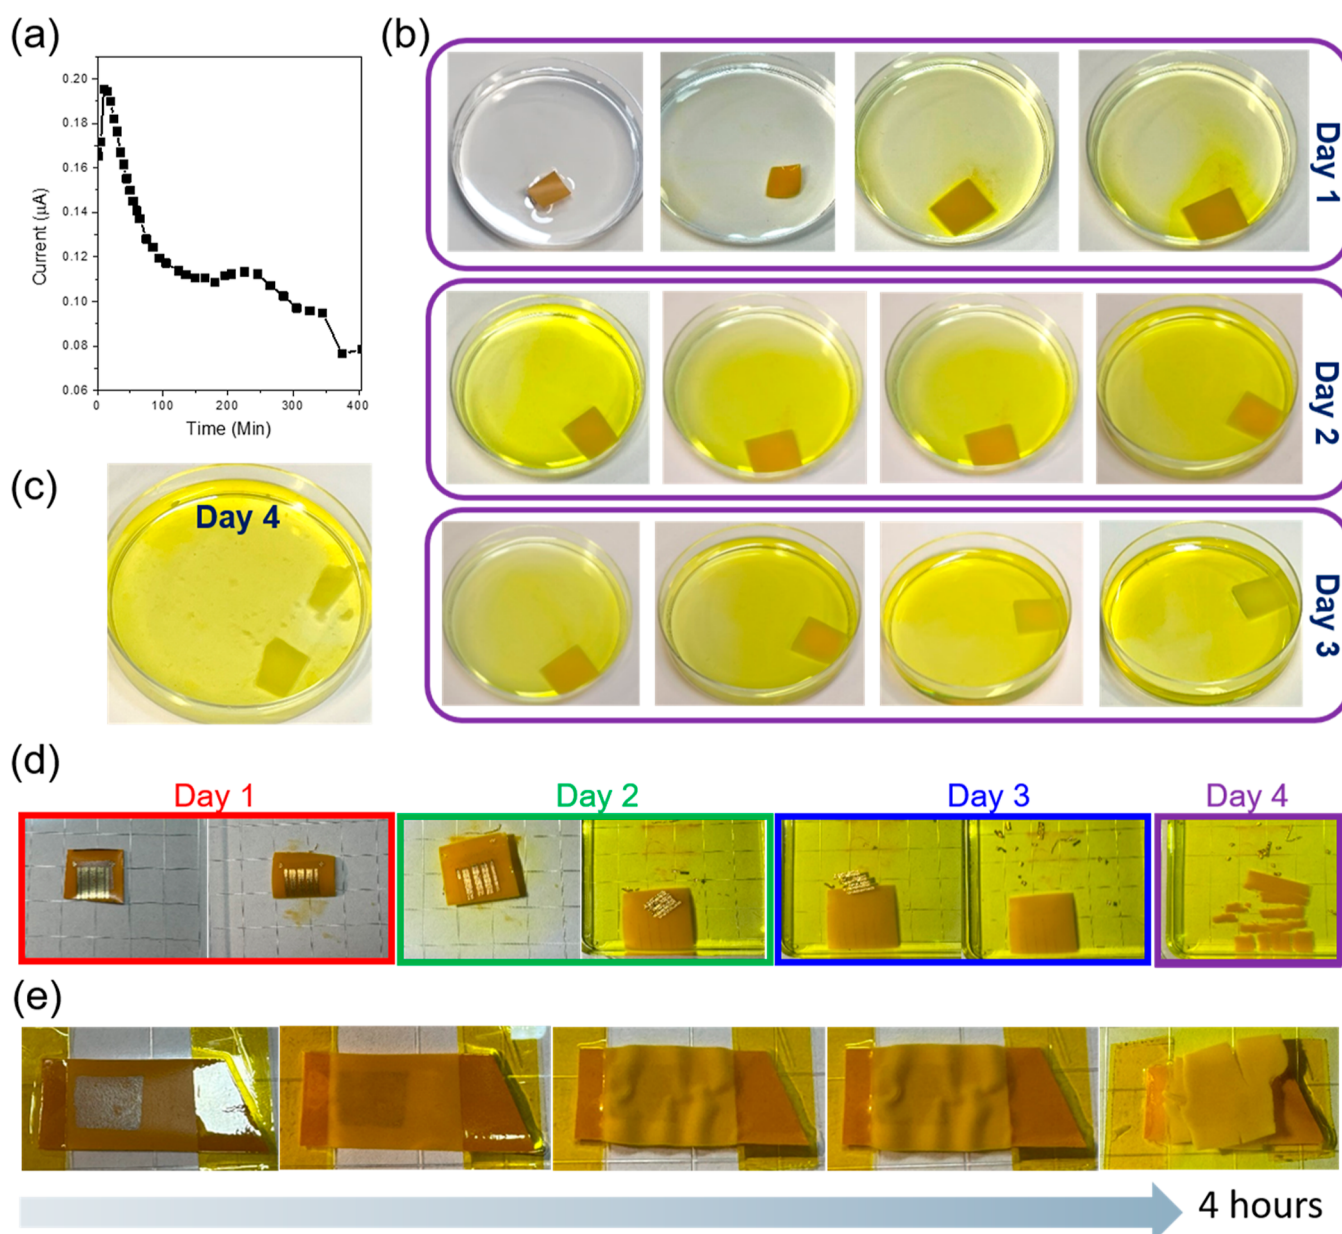 (a)
0.20
0.18
0.16
0.14
0.12
0.10
0.08
0.06
Current (μA)
0
100
200
300
400
Time (Min)
(b)
Day 1
Day 2
Day 3
(c)
Day 4
(d)
Day 1
Day 2
Day 3
Day 4
(e)
4 hours